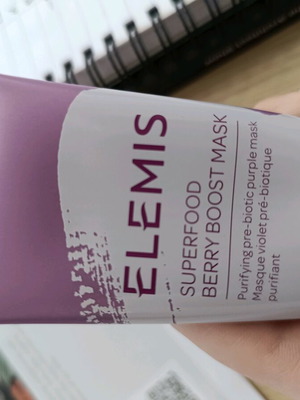 ELEMIS
SUPERFOOD
BERRY BOOST MASK
Purifying pre-biotic purple mask
Masque violet pré-biotique
purifiant